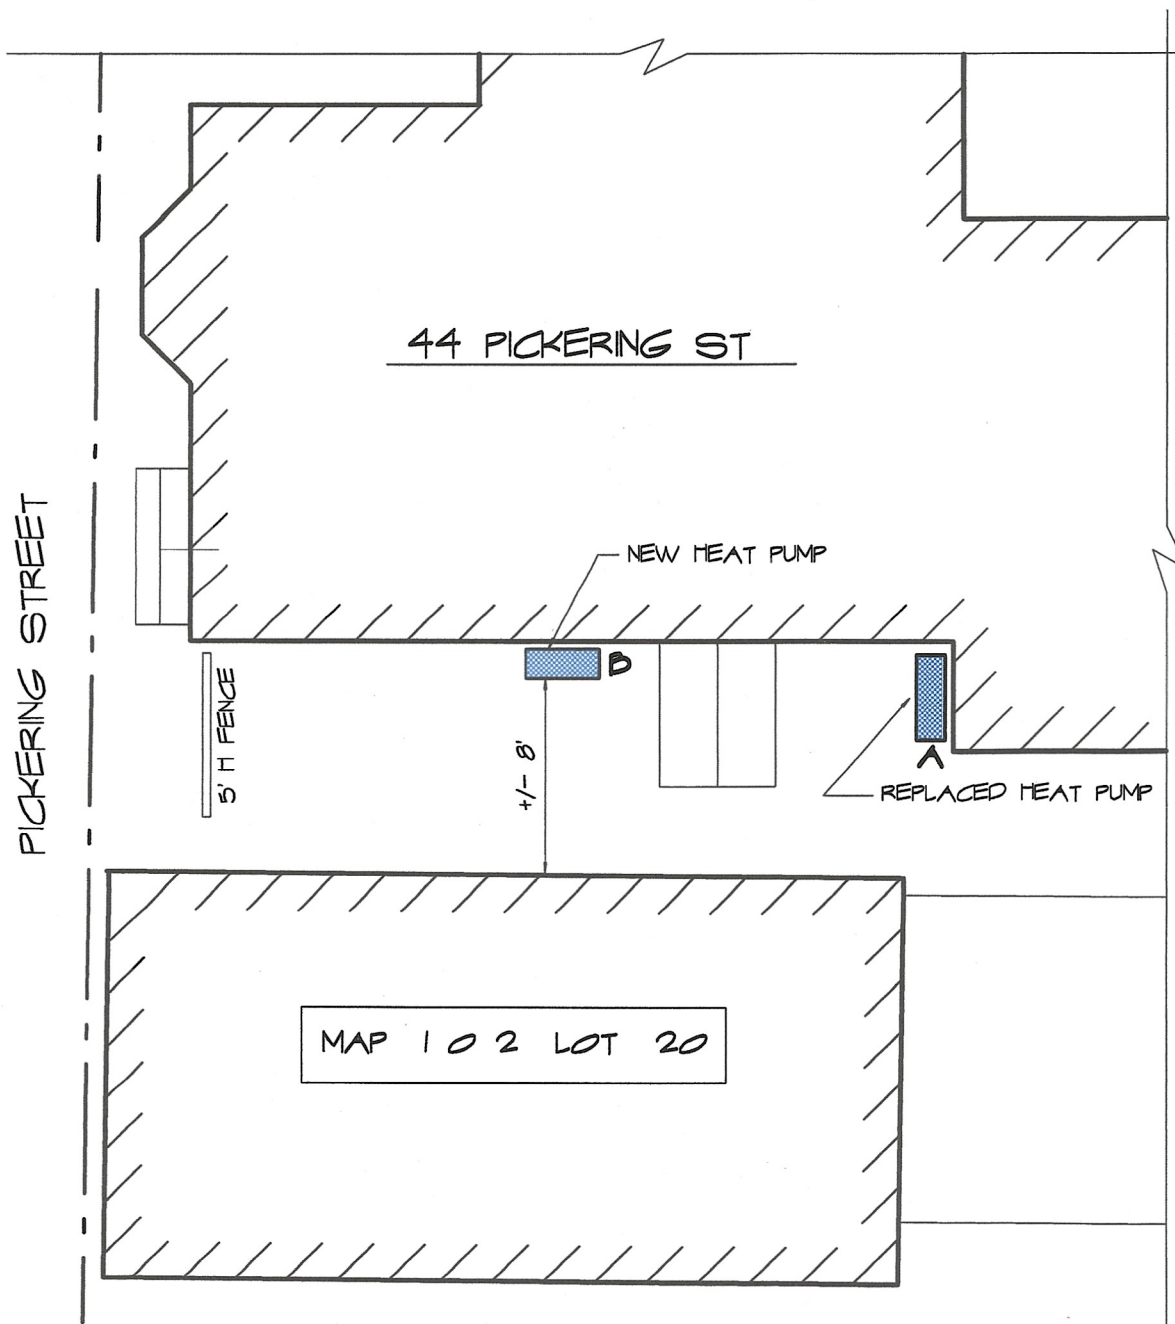 44 PICKERING ST
PICKERING STREET
NEW HEAT PUMP
B
5' H FENCE
+/- 8'
A
REPLACED HEAT PUMP
MAP 102 LOT 20